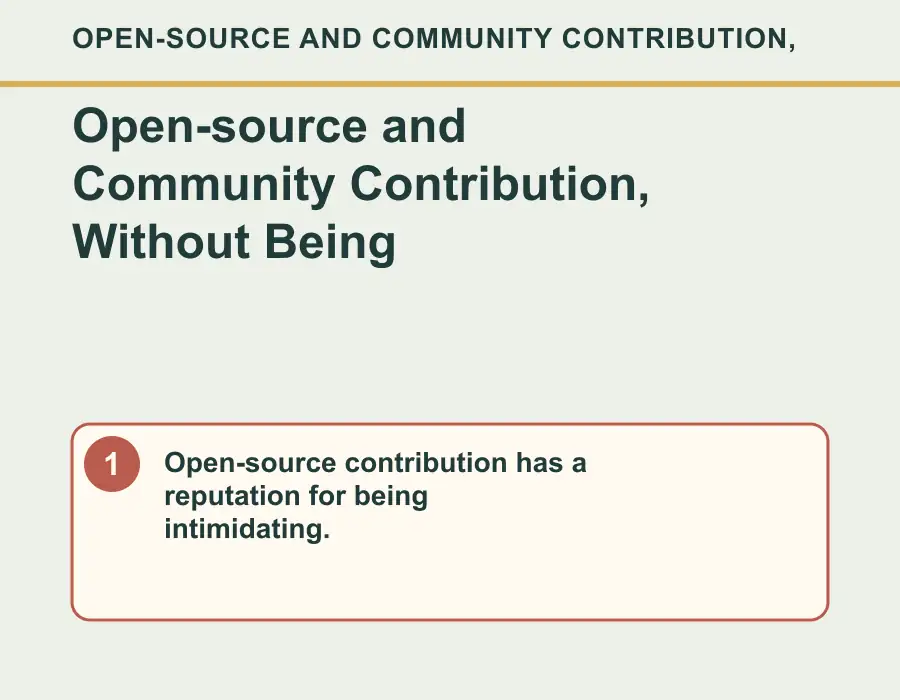 OPEN-SOURCE AND COMMUNITY CONTRIBUTION,
Open-source and
Community Contribution,
Without Being
1
Open-source contribution has a
reputation for being
intimidating.